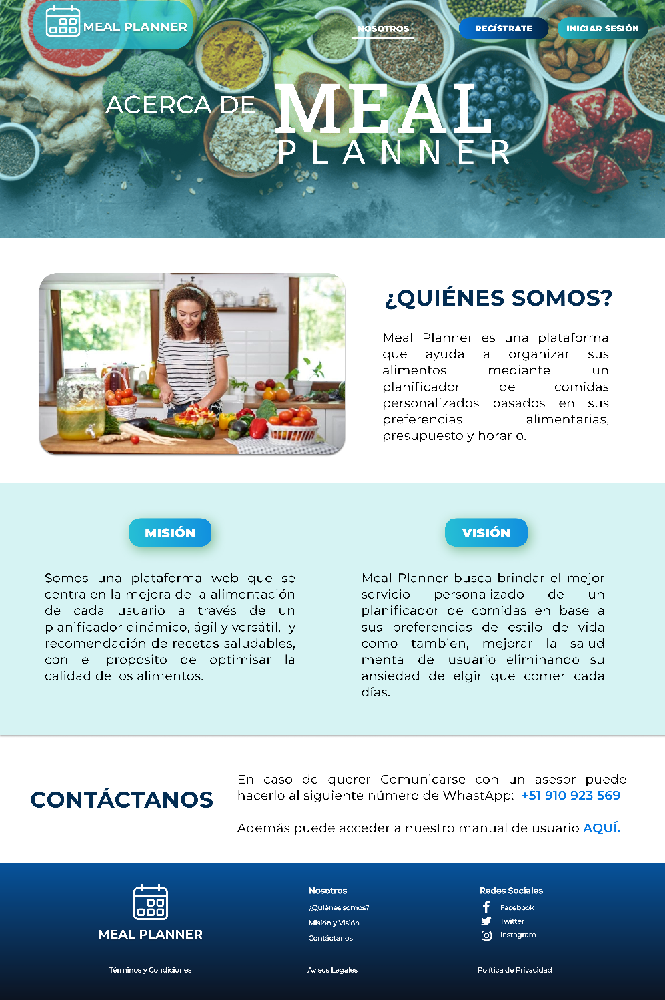 MEAL PLANNER
NOSOTROS
REGÍSTRATE
INICIAR SESIÓN
ACERCA DE
MEAL
PLANNER
¿QUIÉNES SOMOS?
Meal Planner es una plataforma
que ayuda a organizar sus
alimentos mediante un
planificador de comidas
personalizados basados en sus
preferencias alimentarias,
presupuesto y horario.
MISIÓN
Somos una plataforma web que se
centra en la mejora de la alimentación
de cada usuario a través de un
planificador dinámico, ágil y versátil, y
recomendación de recetas saludables,
con el propósito de optimisar la
calidad de los alimentos.
VISIÓN
Meal Planner busca brindar el mejor
servicio personalizado de un
planificador de comidas en base a
sus preferencias de estilo de vida
como tambien, mejorar la salud
mental del usuario eliminando su
ansiedad de elgir que comer cada
días.
CONTÁCTANOS
En caso de querer Comunicarse con un asesor puede
hacerlo al siguiente número de WhastApp: +51 910 923 569
Además puede acceder a nuestro manual de usuario AQUÍ.
MEAL PLANNER
Nosotros
¿Quiénes somos?
Misión y Visión
Contáctanos
Redes Sociales
Facebook
Twitter
Instagram
Términos y Condiciones
Avisos Legales
Política de Privacidad